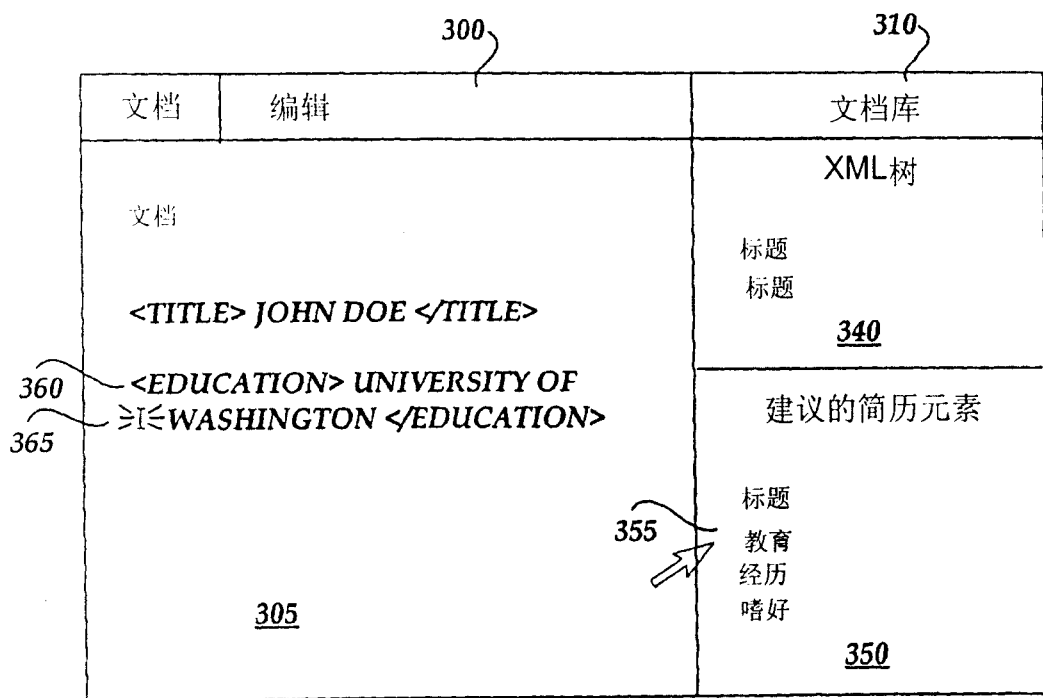 300
310
文档 编辑 文档库
XML树
文档
标题
标题
<TITLE> JOHN DOE </TITLE>
340
360
<EDUCATION> UNIVERSITY OF
WASHINGTON </EDUCATION>
365
建议的简历元素
标题
355
教育
经历
嗜好
305
350